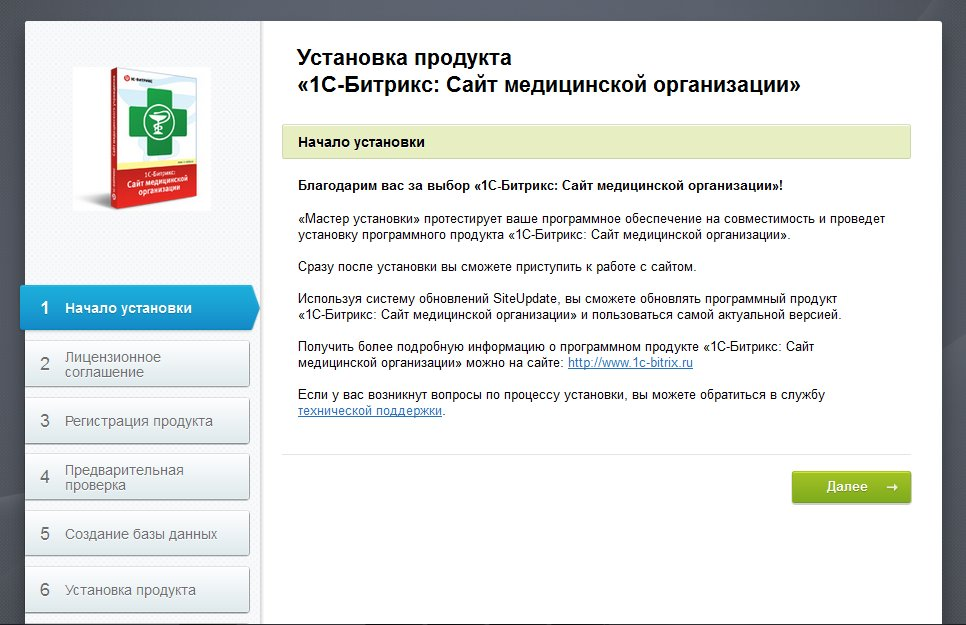 Установка продукта
«1С-Битрикс: Сайт медицинской организации»
1С-БИТРИКС
1С-Битрикс:
Сайт медицинской
организации
Начало установки
Благодарим вас за выбор «1С-Битрикс: Сайт медицинской организации»!
«Мастер установки» протестирует ваше программное обеспечение на совместимость и проведет
установку программного продукта «1С-Битрикс: Сайт медицинской организации».
Сразу после установки вы сможете приступить к работе с сайтом.
Используя систему обновлений SiteUpdate, вы сможете обновлять программный продукт
«1С-Битрикс: Сайт медицинской организации» и пользоваться самой актуальной версией.
Получить более подробную информацию о программном продукте «1С-Битрикс: Сайт
медицинской организации» можно на сайте: http://www.1c-bitrix.ru
Если у вас возникнут вопросы по процессу установки, вы можете обратиться в службу
технической поддержки.
Далее →
1 Начало установки
2 Лицензионное
соглашение
3 Регистрация продукта
4 Предварительная
проверка
5 Создание базы данных
6 Установка продукта